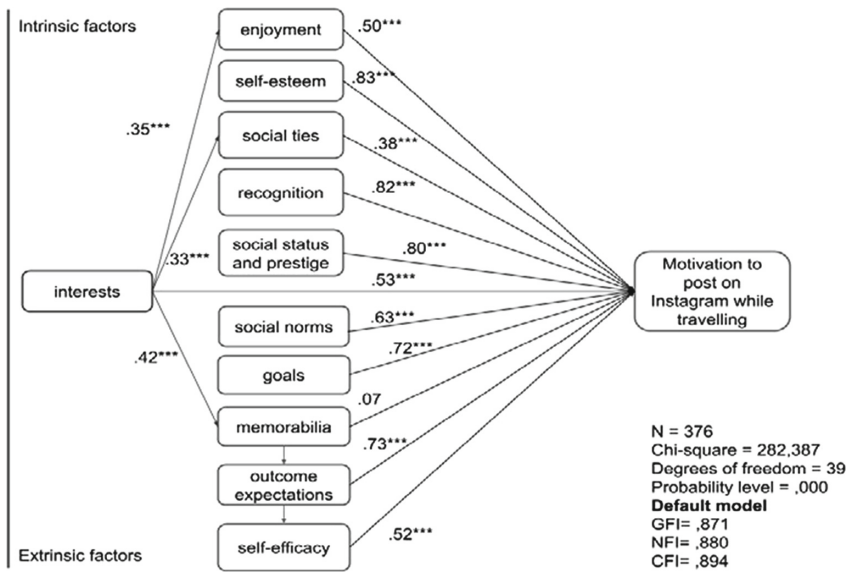 Intrinsic factors
enjoyment
.50***
self-esteem
.83***
.35***
social ties
.38***
recognition
.82***
social status
and prestige
.80***
.33***
interests
.53***
Motivation to
post on
Instagram while
travelling
social norms
.63***
.42***
goals
.72***
memorabilia
.07
outcome
expectations
.73***
self-efficacy
.52***
Extrinsic factors
N = 376
Chi-square = 282,387
Degrees of freedom = 39
Probability level = ,000
Default model
GFI= ,871
NFI= ,880
CFI= ,894